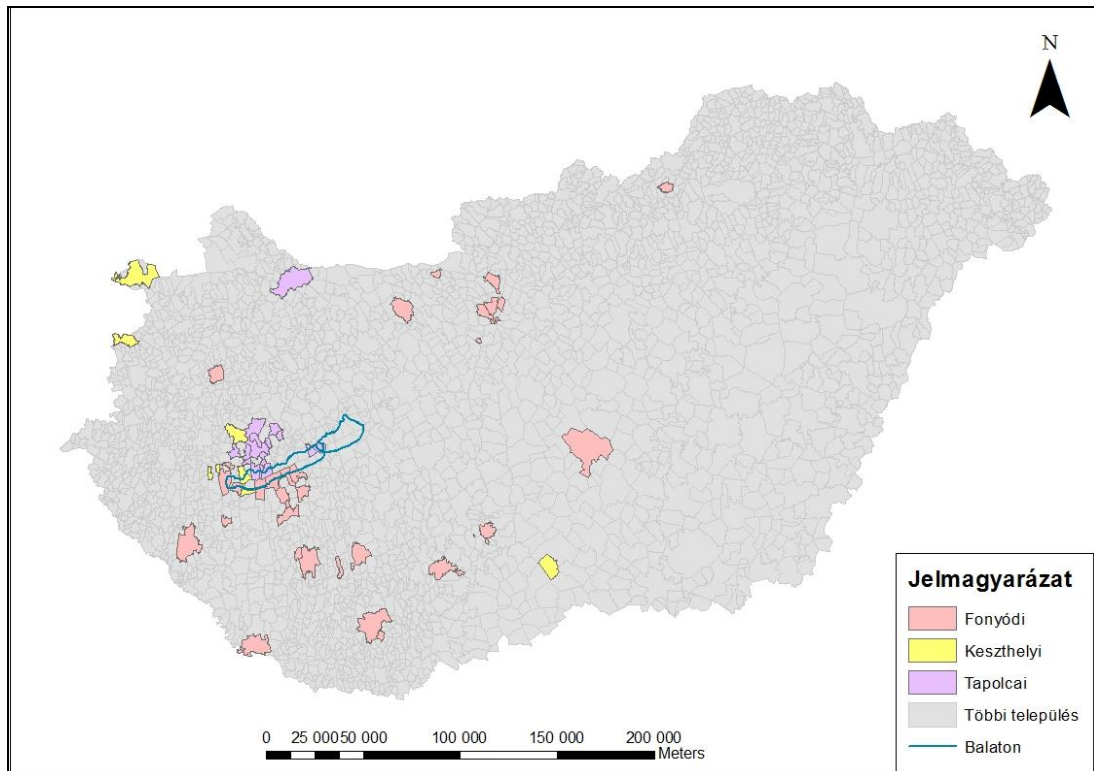 N
Jelmagyarázat
Fonyódi
Keszthelyi
Tapolcai
Többi település
Balaton
0 25 000 50 000 100 000 150 000 200 000
Meters